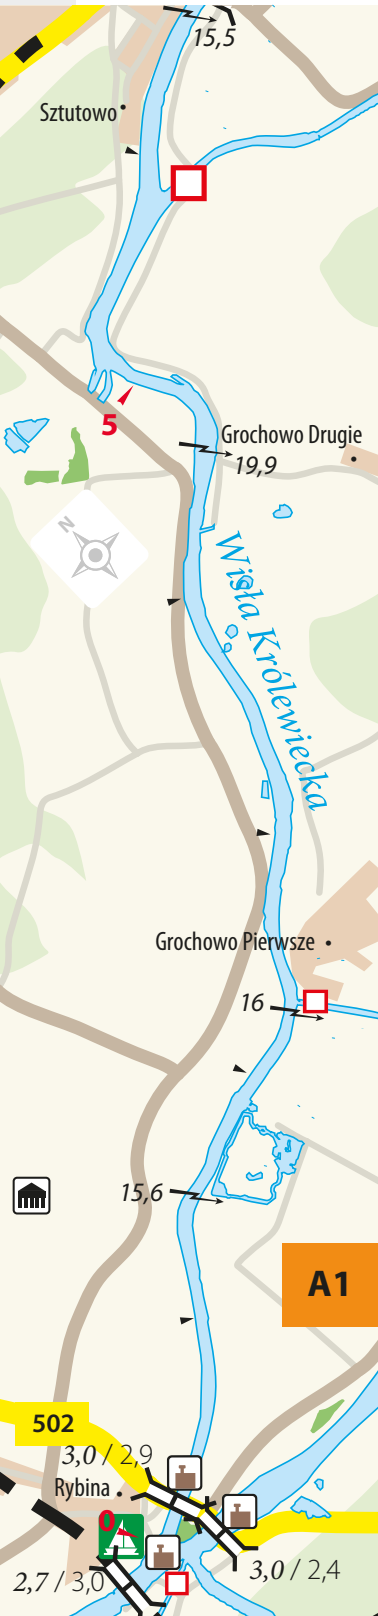 15,5
Sztutowo
5
Grochowo Drugie
19,9
N
Wisła Królewiecka
Grochowo Pierwsze
16
15,6
A1
502
3,0 / 2,9
Rybina
0
3,0 / 2,4
2,7 / 3,0